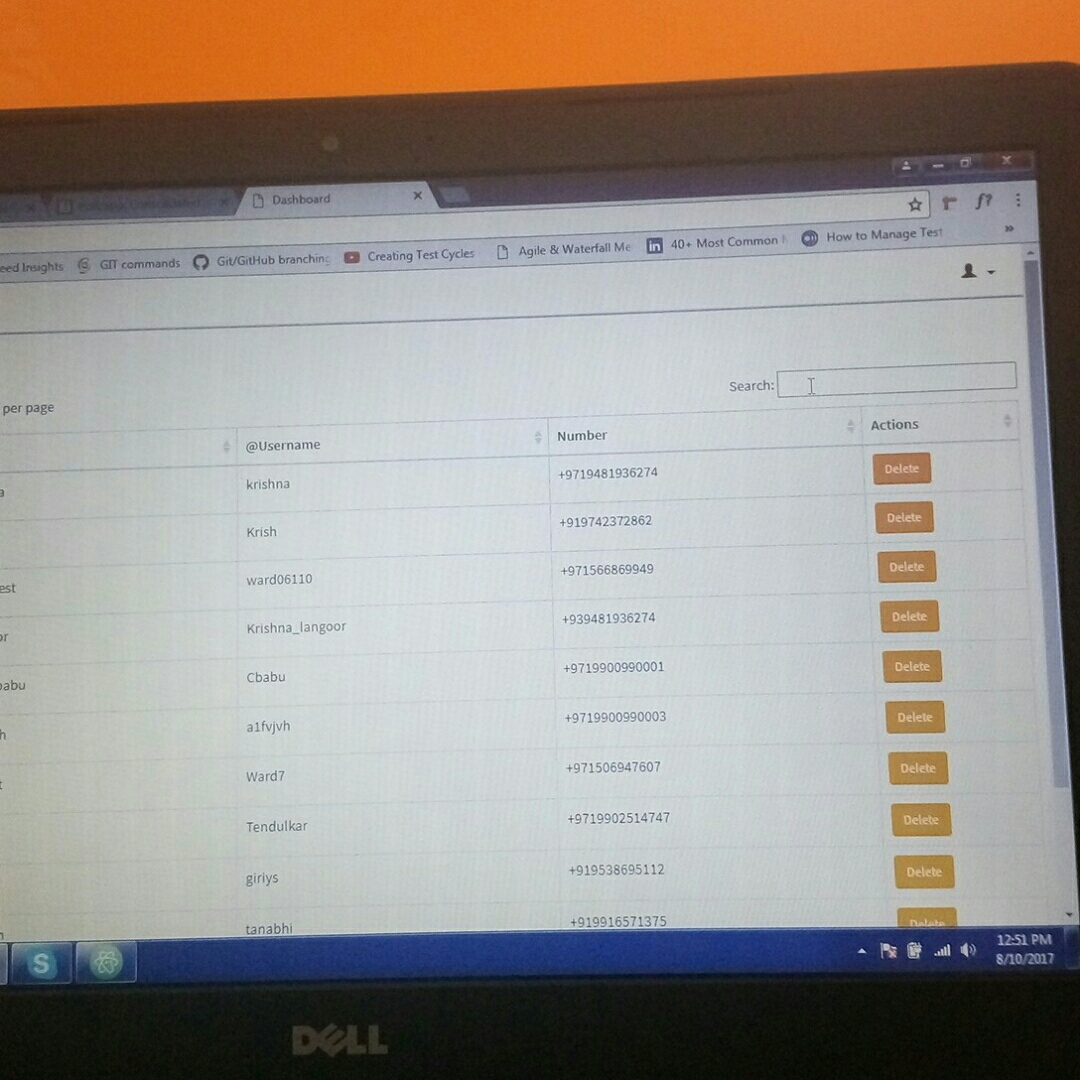 Dashboard
eed Insights GIT commands Git/GitHub branching Creating Test Cycles Agile & Waterfall Me 40+ Most Common How to Manage Test
f?
Search:
per page
@Username Number Actions
a krishna +9719481936274 Delete
Krish +919742372862 Delete
est ward06110 +971566869949 Delete
or Krishna_langoor +939481936274 Delete
babu Cbabu +9719900990001 Delete
h a1fvjvh +9719900990003 Delete
t Ward7 +971506947607 Delete
Tendulkar +9719902514747 Delete
giriys +919538695112 Delete
tanabhi +919916571375 Delete
S
12:51 PM
8/10/2017
DELL